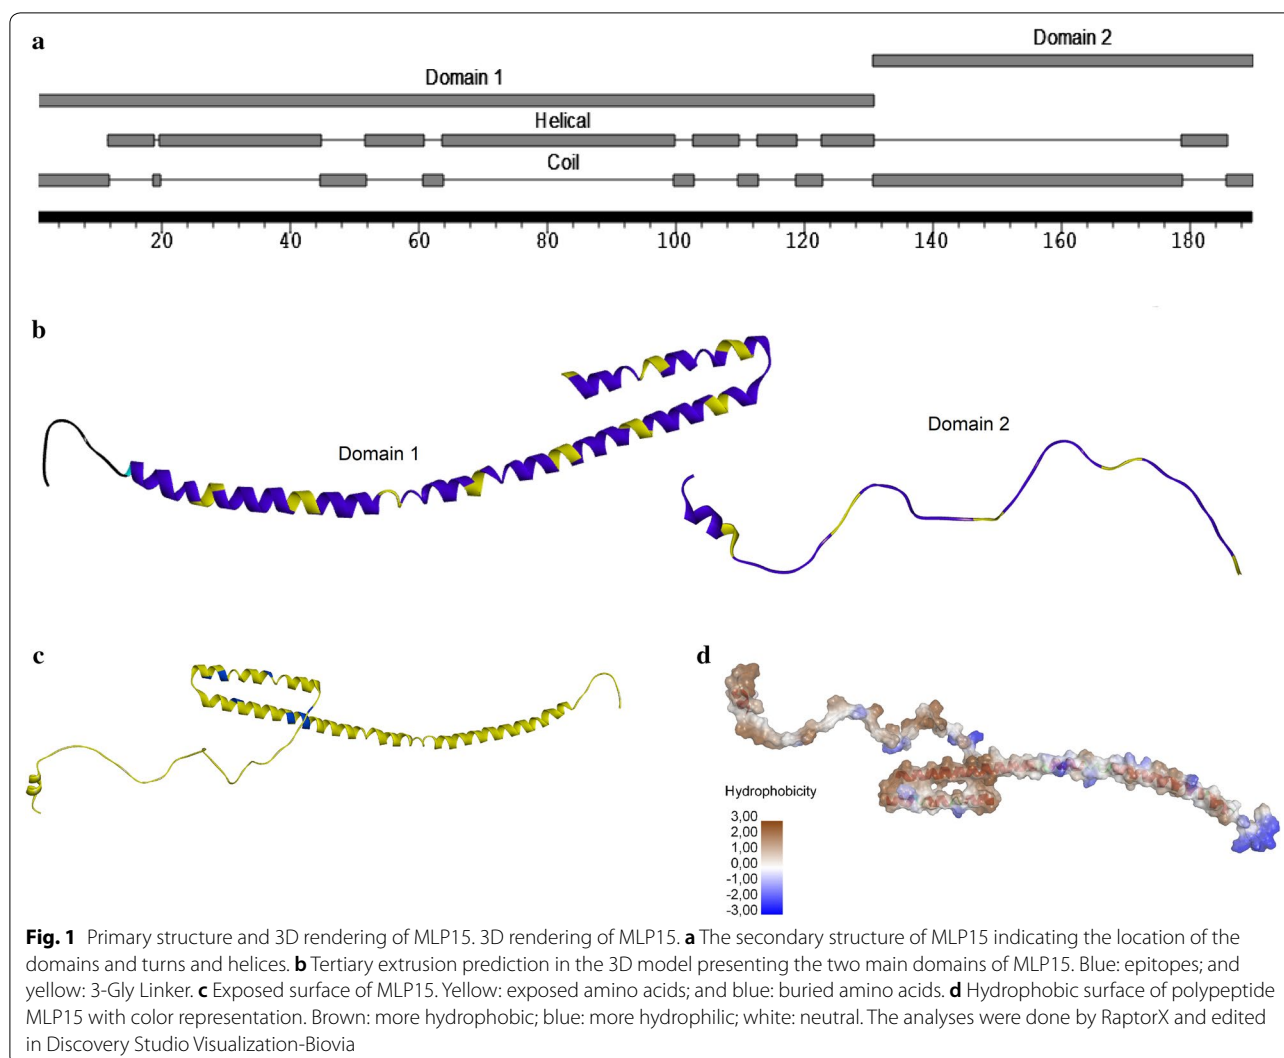 a
Domain 2
Domain 1
Helical
Coil
20 40 60 80 100 120 140 160 180
b
Domain 1
Domain 2
c
d
Hydrophobicity
3,00
2,00
1,00
0,00
-1,00
-2,00
-3,00
Fig. 1 Primary structure and 3D rendering of MLP15. 3D rendering of MLP15. a The secondary structure of MLP15 indicating the location of the
domains and turns and helices. b Tertiary extrusion prediction in the 3D model presenting the two main domains of MLP15. Blue: epitopes; and
yellow: 3-Gly Linker. c Exposed surface of MLP15. Yellow: exposed amino acids; and blue: buried amino acids. d Hydrophobic surface of polypeptide
MLP15 with color representation. Brown: more hydrophobic; blue: more hydrophilic; white: neutral. The analyses were done by RaptorX and edited
in Discovery Studio Visualization-Biovia